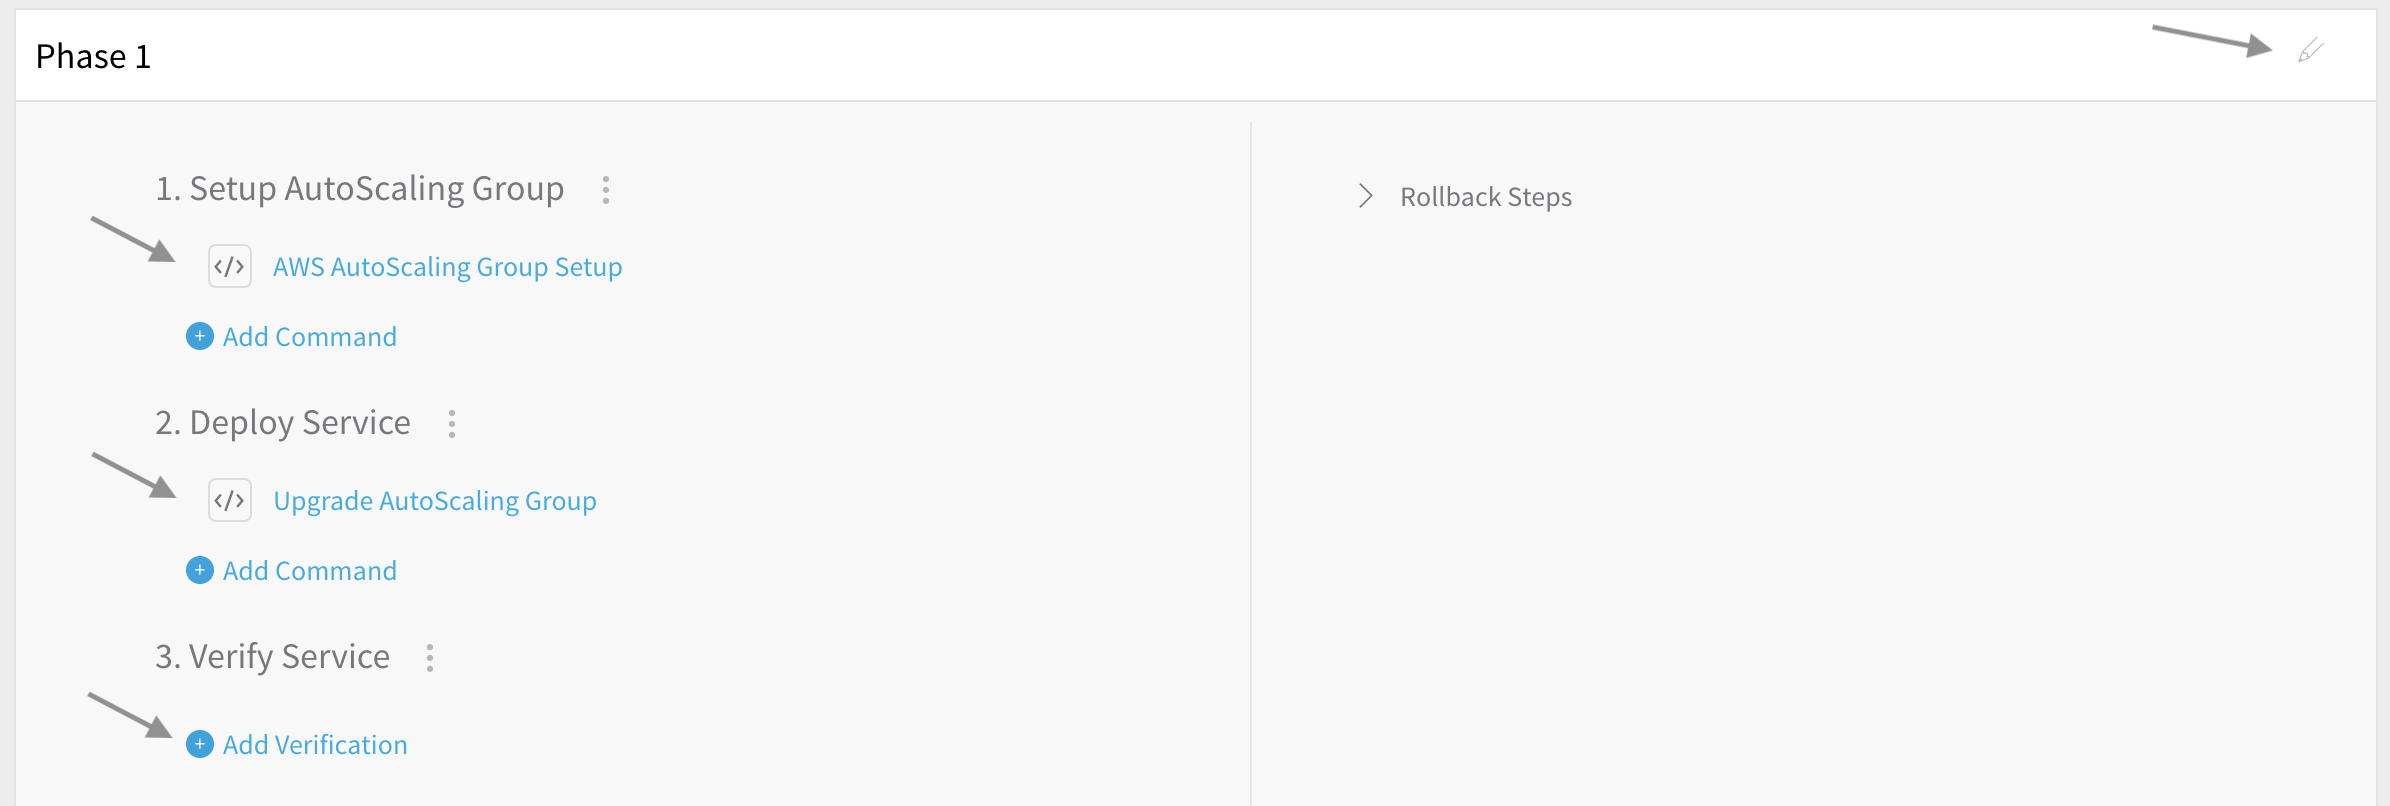 Phase 1
1. Setup AutoScaling Group
</> AWS AutoScaling Group Setup
+ Add Command
2. Deploy Service
</> Upgrade AutoScaling Group
+ Add Command
3. Verify Service
+ Add Verification
Rollback Steps